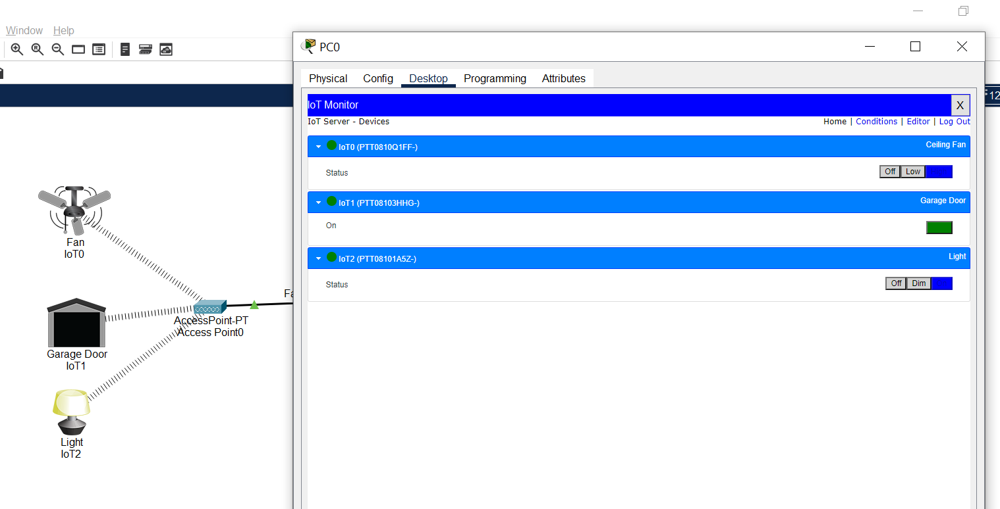 Window Help
PC0
Physical Config Desktop Programming Attributes
IoT Monitor X
IoT Server - Devices Home | Conditions | Editor | Log Out
IoT0 (PTT0810Q1FF-) Ceiling Fan
Status Off Low
IoT1 (PTT08103HHG-) Garage Door
On
IoT2 (PTT08101A5Z-) Light
Status Off Dim
Fan
IoT0
AccessPoint-PT
Access Point0
Garage Door
IoT1
Light
IoT2